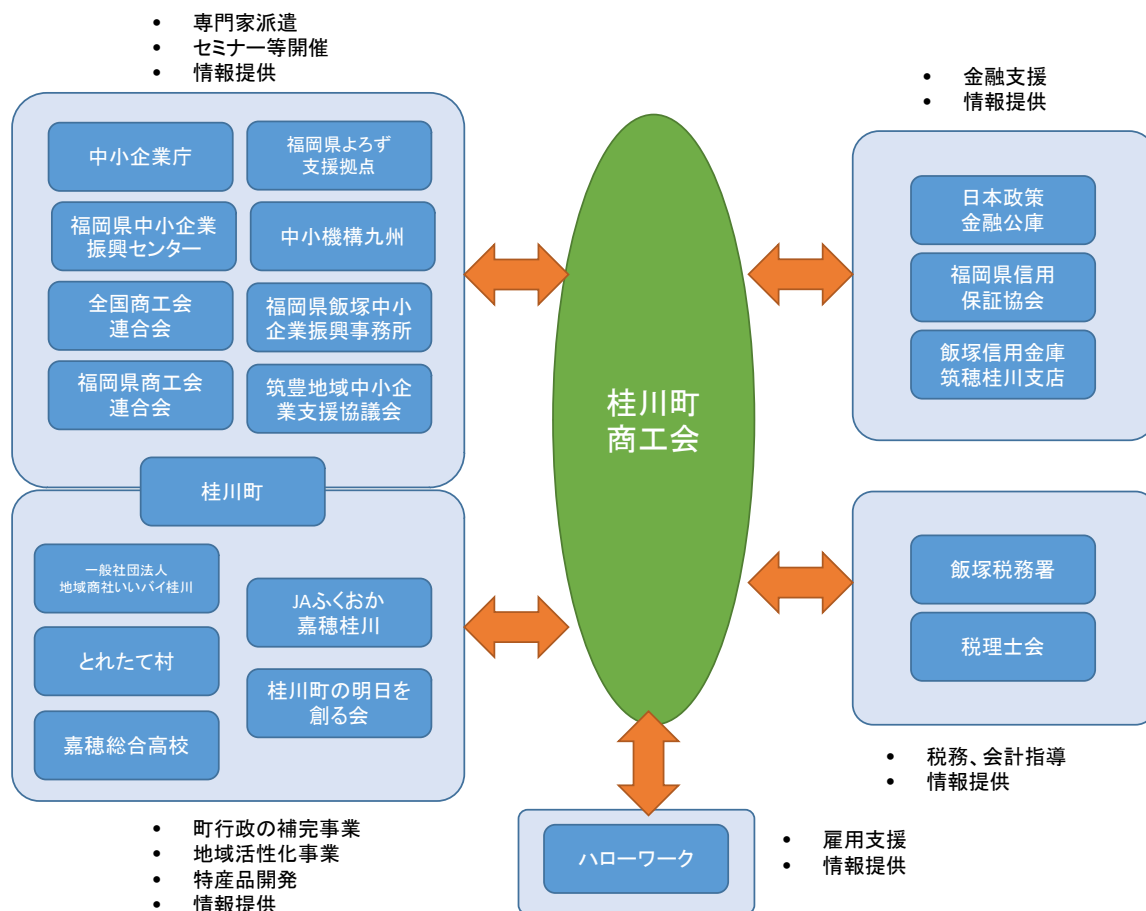 • 専門家派遣
• セミナー等開催
• 情報提供
中小企業庁
福岡県よろず
支援拠点
福岡県中小企業
振興センター
中小機構九州
全国商工会
連合会
福岡県飯塚中小
企業振興事務所
福岡県商工会
連合会
筑豊地域中小企
業支援協議会
桂川町
一般社団法人
地域商社いいバイ桂川
JAふくおか
嘉穂桂川
とれたて村
桂川町の明日を
創る会
嘉穂総合高校
• 町行政の補完事業
• 地域活性化事業
• 特産品開発
• 情報提供
桂川町
商工会
• 金融支援
• 情報提供
日本政策
金融公庫
福岡県信用
保証協会
飯塚信用金庫
筑穂桂川支店
飯塚税務署
税理士会
• 税務、会計指導
• 情報提供
ハローワーク
• 雇用支援
• 情報提供